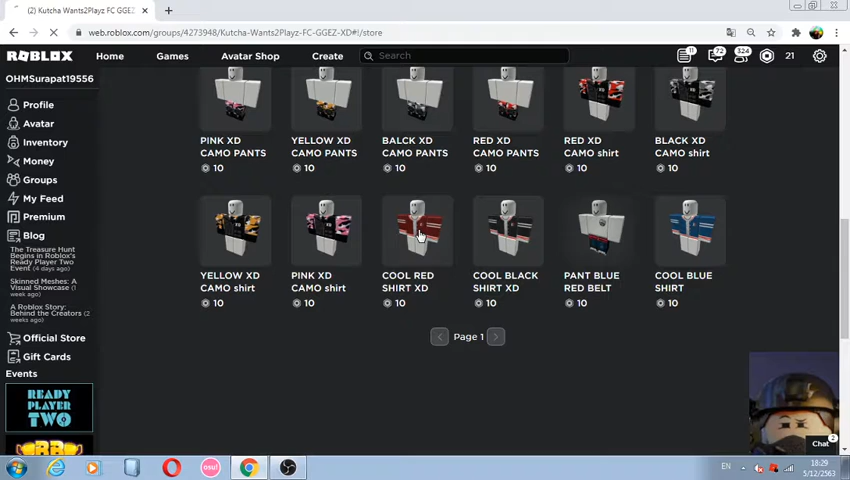 (2) Kutcha Wants2Playz FC GGEZ
web.roblox.com/groups/4273948/Kutcha-Wants2Playz-FC-GGEZ-XD#!/store
ROBLOX Home Games Avatar Shop Create Search 11 72 324 21
OHMSurapat19556
Profile
Avatar
Inventory
Money
Groups
My Feed
Premium
Blog
The Treasure Hunt
Begins in Roblox's
Ready Player Two
Event (4 days ago)
Skinned Meshes: A
Visual Showcase (1
week ago)
A Roblox Story:
Behind the Creators (2
weeks ago)
Official Store
Gift Cards
Events
READY
PLAYER
TWO
PINK XD
CAMO PANTS
10
YELLOW XD
CAMO PANTS
10
BALCK XD
CAMO PANTS
10
RED XD
CAMO PANTS
10
RED XD
CAMO shirt
10
BLACK XD
CAMO shirt
10
YELLOW XD
CAMO shirt
10
PINK XD
CAMO shirt
10
COOL RED
SHIRT XD
10
COOL BLACK
SHIRT XD
10
PANT BLUE
RED BELT
10
COOL BLUE
SHIRT
10
Page 1
Chat 2
osu!
EN
18:29
5/12/2563